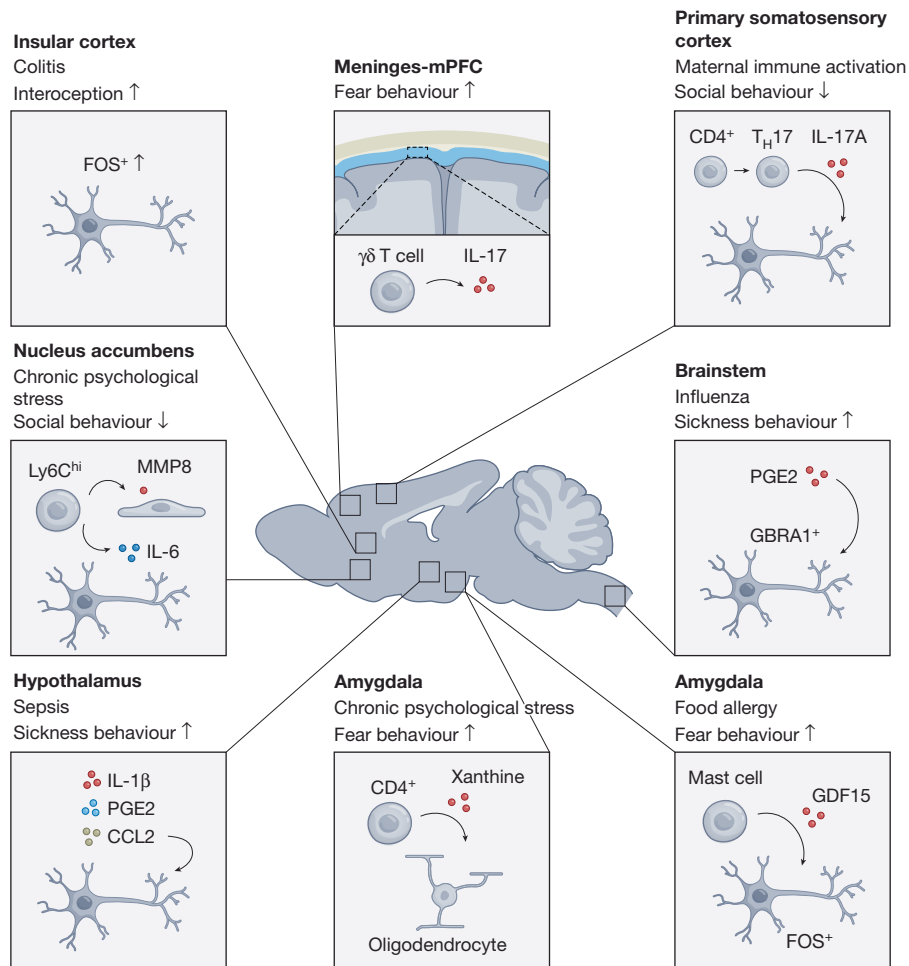 Insular cortex
Colitis
Interoception ↑
FOS⁺ ↑
Meninges-mPFC
Fear behaviour ↑
γδ T cell
IL-17
Primary somatosensory
cortex
Maternal immune activation
Social behaviour ↓
CD4⁺
T_H17
IL-17A
Nucleus accumbens
Chronic psychological
stress
Social behaviour ↓
Ly6Cʰⁱ
MMP8
IL-6
Brainstem
Influenza
Sickness behaviour ↑
PGE2
GBRA1⁺
Hypothalamus
Sepsis
Sickness behaviour ↑
IL-1β
PGE2
CCL2
Amygdala
Chronic psychological stress
Fear behaviour ↑
CD4⁺
Xanthine
Oligodendrocyte
Amygdala
Food allergy
Fear behaviour ↑
Mast cell
GDF15
FOS⁺